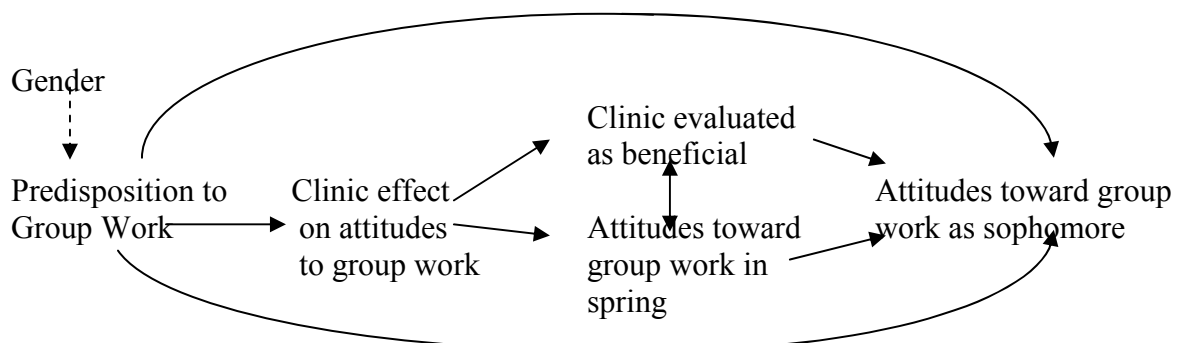 Gender
Predisposition to
Group Work
Clinic effect
on attitudes
to group work
Clinic evaluated
as beneficial
Attitudes toward
group work in
spring
Attitudes toward group
work as sophomore